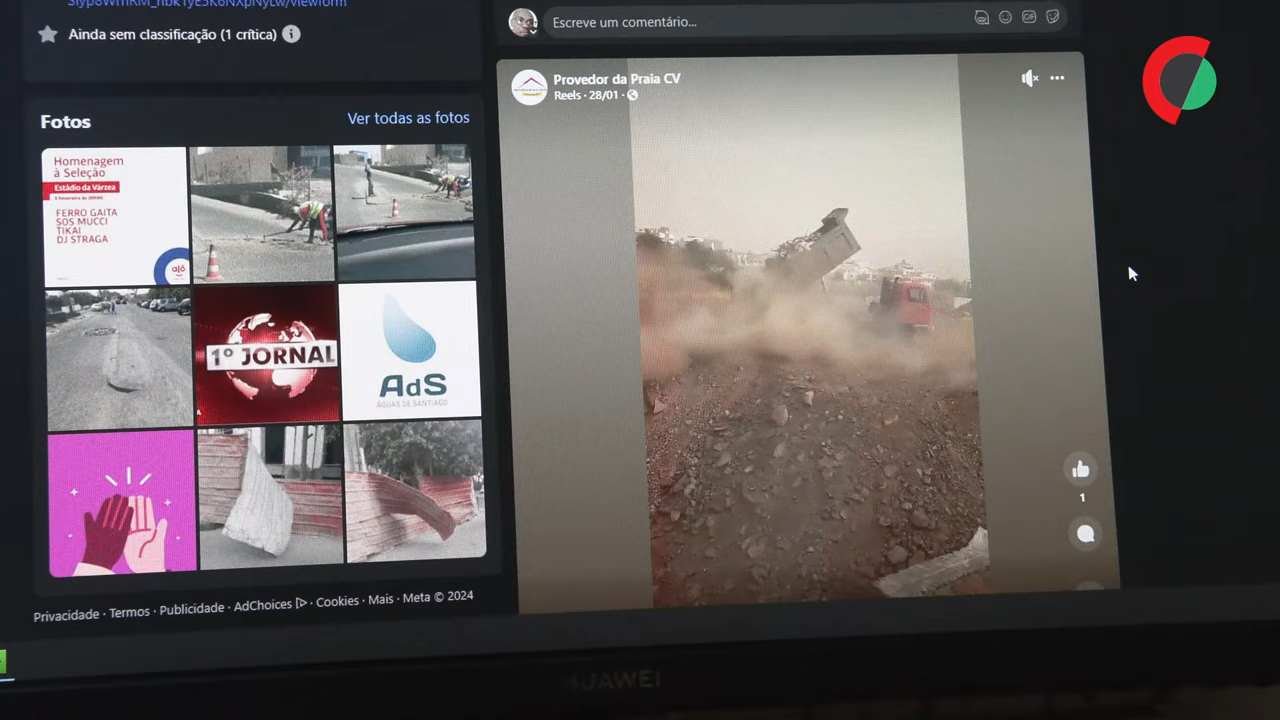 Ainda sem classificação (1 crítica)
Fotos
Ver todas as fotos
Homenagem
à Seleção
Estádio da Várzea
FERRO GAITA
SOS MUCCI
TIKAI
DJ STRAGA
alô
1º JORNAL
AdS
ÁGUAS DE SANTIAGO
Privacidade · Termos · Publicidade · AdChoices · Cookies · Mais · Meta © 2024
Escreve um comentário...
Provedor da Praia CV
Reels · 28/01
1
HUAWEI